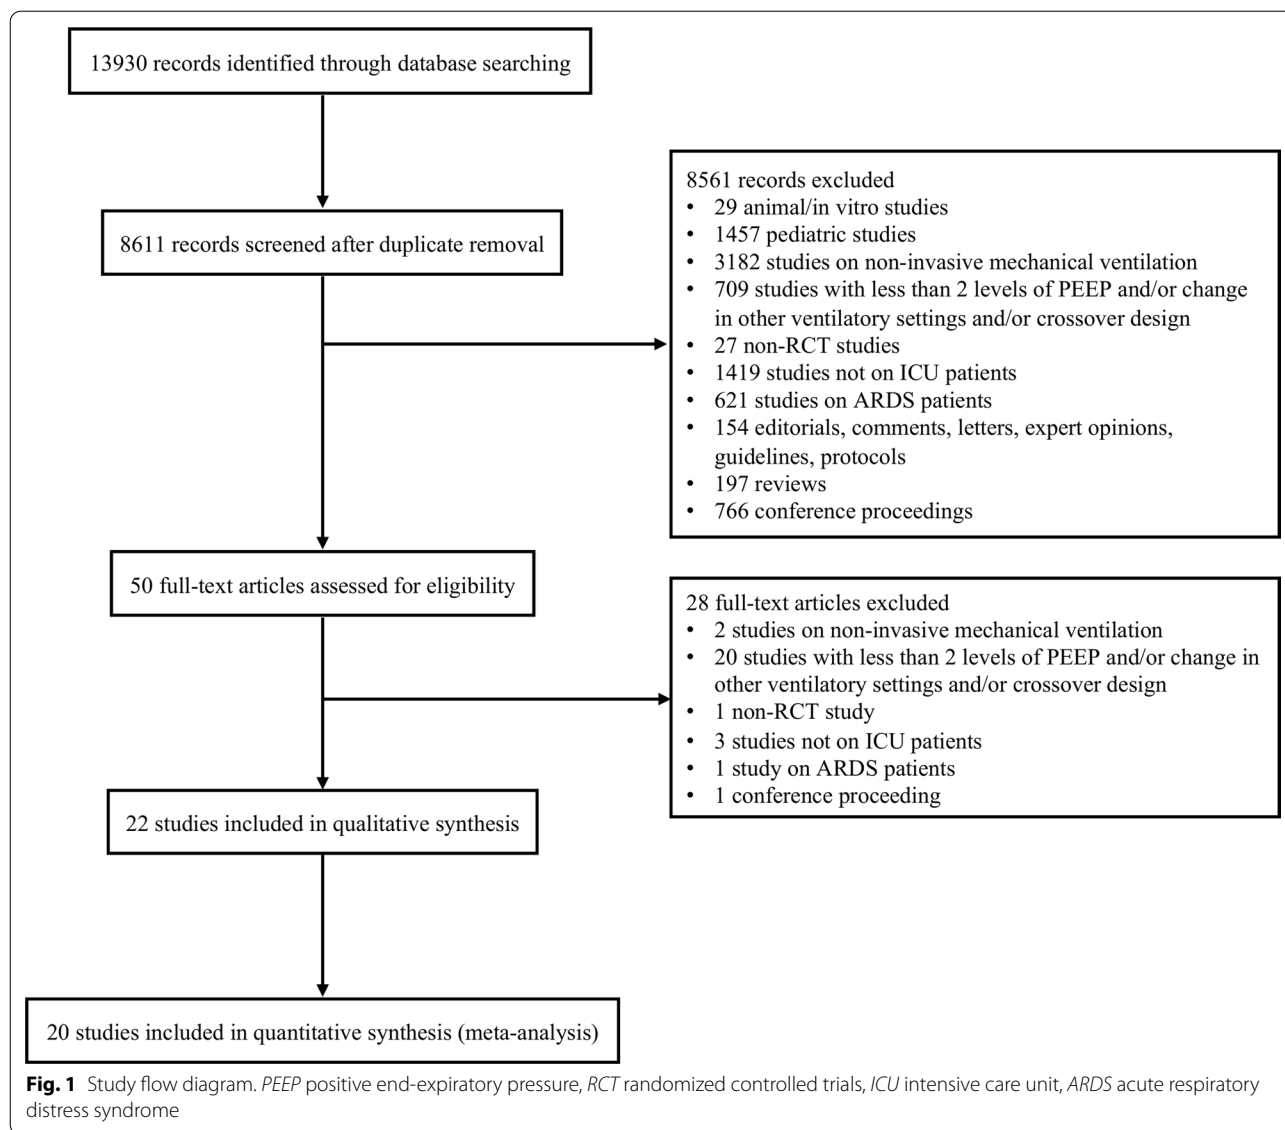 13930 records identified through database searching
8611 records screened after duplicate removal
8561 records excluded
• 29 animal/in vitro studies
• 1457 pediatric studies
• 3182 studies on non-invasive mechanical ventilation
• 709 studies with less than 2 levels of PEEP and/or change
in other ventilatory settings and/or crossover design
• 27 non-RCT studies
• 1419 studies not on ICU patients
• 621 studies on ARDS patients
• 154 editorials, comments, letters, expert opinions,
guidelines, protocols
• 197 reviews
• 766 conference proceedings
50 full-text articles assessed for eligibility
28 full-text articles excluded
• 2 studies on non-invasive mechanical ventilation
• 20 studies with less than 2 levels of PEEP and/or change in
other ventilatory settings and/or crossover design
• 1 non-RCT study
• 3 studies not on ICU patients
• 1 study on ARDS patients
• 1 conference proceeding
22 studies included in qualitative synthesis
20 studies included in quantitative synthesis (meta-analysis)
Fig. 1 Study flow diagram. PEEP positive end-expiratory pressure, RCT randomized controlled trials, ICU intensive care unit, ARDS acute respiratory
distress syndrome